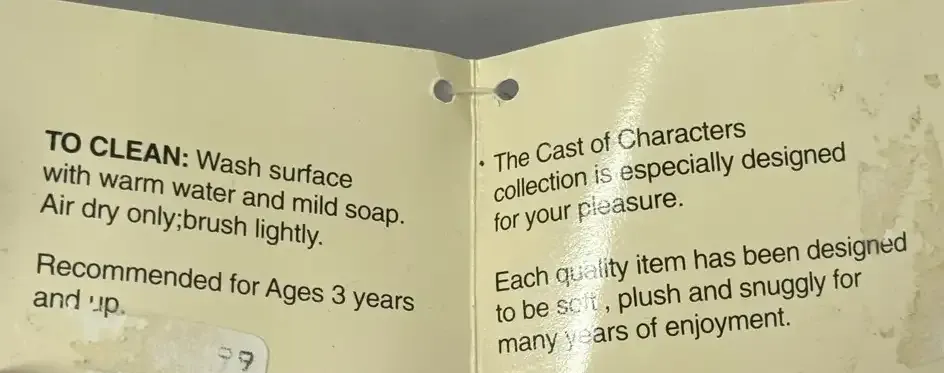 TO CLEAN: Wash surface
with warm water and mild soap.
Air dry only;brush lightly.
Recommended for Ages 3 years
and up.
99
· The Cast of Characters
collection is especially designed
for your pleasure.
Each quality item has been designed
to be soft , plush and snuggly for
many years of enjoyment.